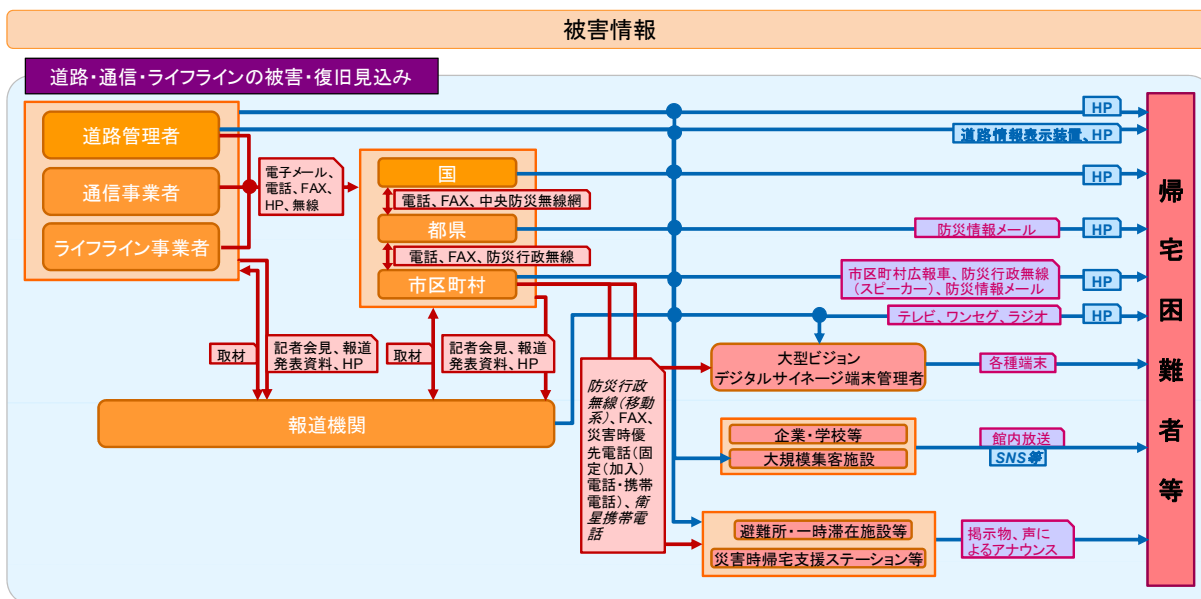 被害情報
道路・通信・ライフラインの被害・復旧見込み
道路管理者
通信事業者
ライフライン事業者
電子メール、
電話、FAX、
HP、無線
国
電話、FAX、中央防災無線網
都県
電話、FAX、防災行政無線
市区町村
取材
記者会見、報道
発表資料、HP
取材
記者会見、報道
発表資料、HP
報道機関
防災行政
無線(移動
系)、FAX、
災害時優
先電話(固
定(加入)
電話・携帯
電話)、衛
星携帯電
話
HP
道路情報表示装置、HP
HP
防災情報メール
HP
市区町村広報車、防災行政無線
(スピーカー)、防災情報メール
HP
テレビ、ワンセグ、ラジオ
HP
大型ビジョン
デジタルサイネージ端末管理者
各種端末
企業・学校等
大規模集客施設
館内放送
SNS等
避難所・一時滞在施設等
災害時帰宅支援ステーション等
掲示物、声に
よるアナウンス
帰宅困難者等